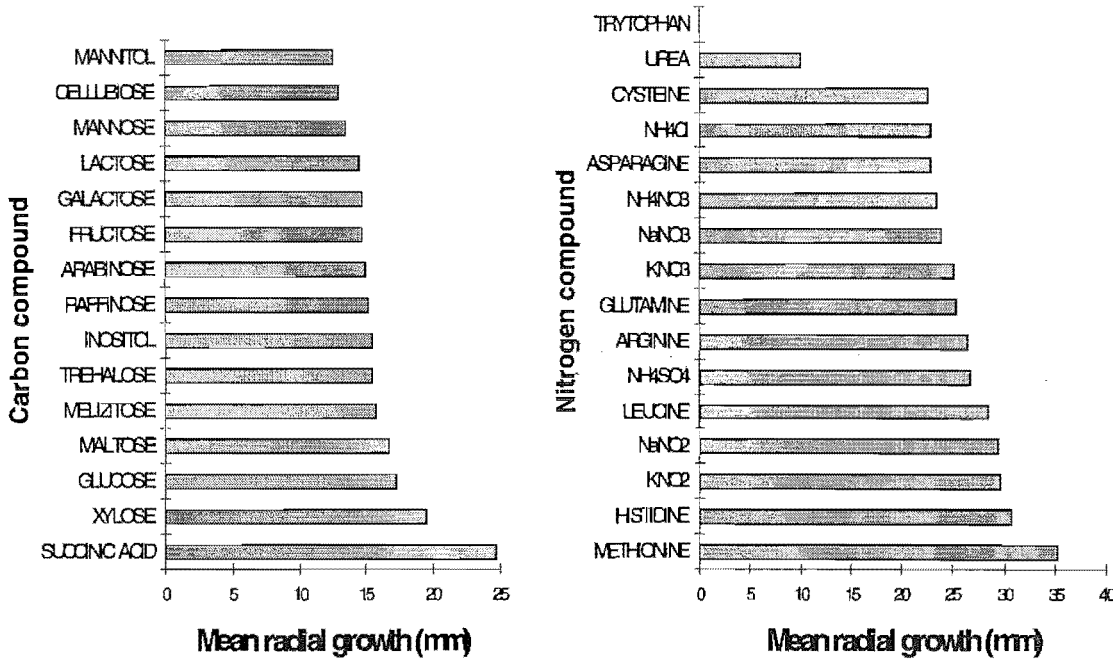 Carbon compound
MANNITOL
CELLUBIOSE
MANNOSE
LACTOSE
GALACTOSE
FRUCTOSE
ARABINOSE
RAFFINOSE
INOSITOL
TREHALOSE
MELIZITOSE
MALTOSE
GLUCOSE
XYLOSE
SUCCINIC ACID
0 5 10 15 20 25
Mean radial growth (mm)
Nitrogen compound
TRYTOPHAN
UREA
CYSTEINE
NH4Cl
ASPARAGINE
NH4NO3
NaNO3
KNO3
GLUTAMINE
ARGININE
NH4SO4
LEUCINE
NaNO2
KNO2
HISTIDINE
METHONINE
0 5 10 15 20 25 30 35 40
Mean radial growth (mm)